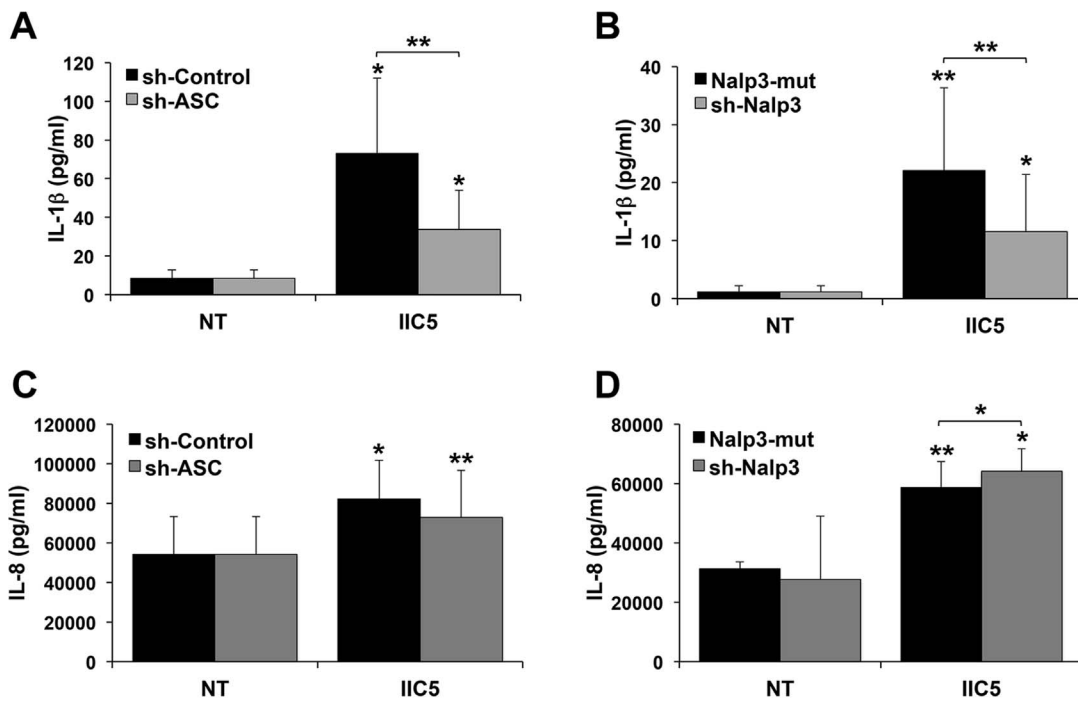 A
**
*
*
sh-Control
sh-ASC
IL-1β (pg/ml)
120
100
80
60
40
20
0
NT
IIC5
B
**
**
*
Nalp3-mut
sh-Nalp3
IL-1β (pg/ml)
40
30
20
10
0
NT
IIC5
C
*
**
sh-Control
sh-ASC
IL-8 (pg/ml)
120000
100000
80000
60000
40000
20000
0
NT
IIC5
D
*
**
*
Nalp3-mut
sh-Nalp3
IL-8 (pg/ml)
80000
60000
40000
20000
0
NT
IIC5